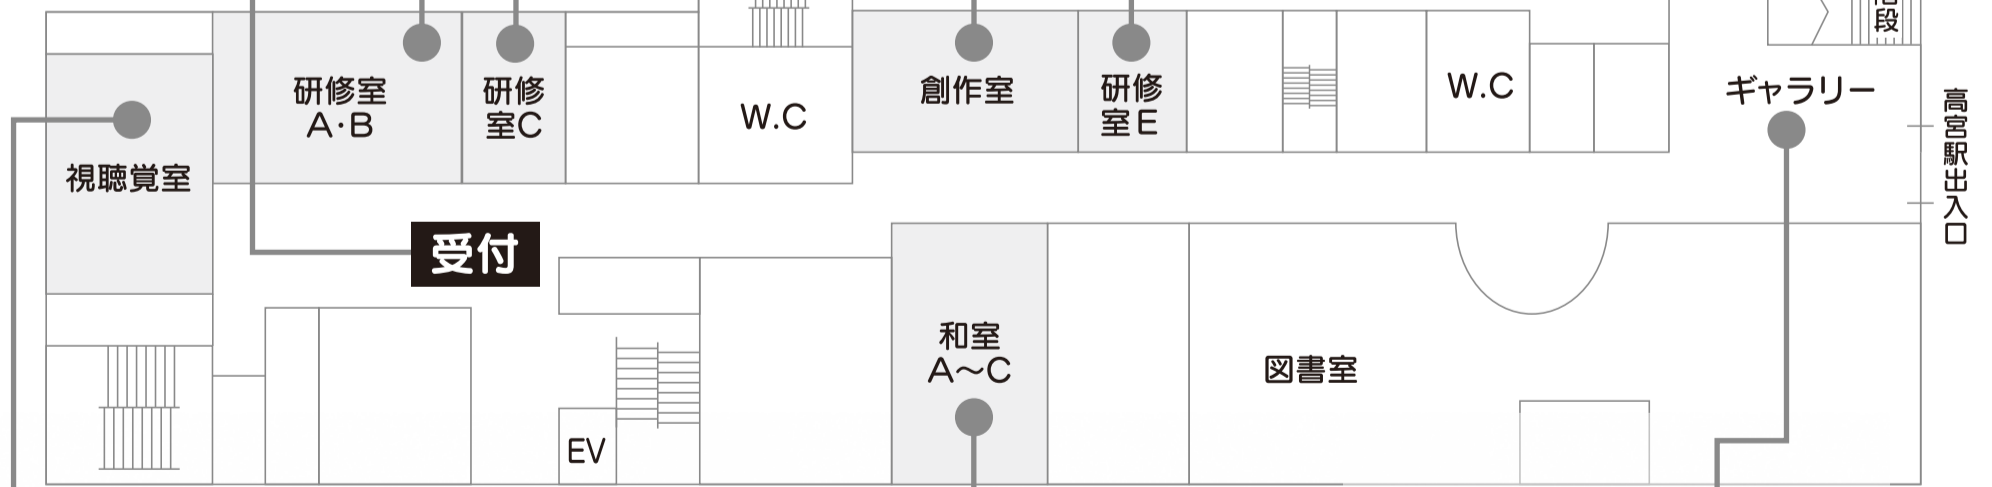 段
研修室
A・B
研修
室C
W.C
創作室
研修
室E
W.C
ギャラリー
高宮駅出入口
視聴覚室
受付
和室
A〜C
図書室
EV